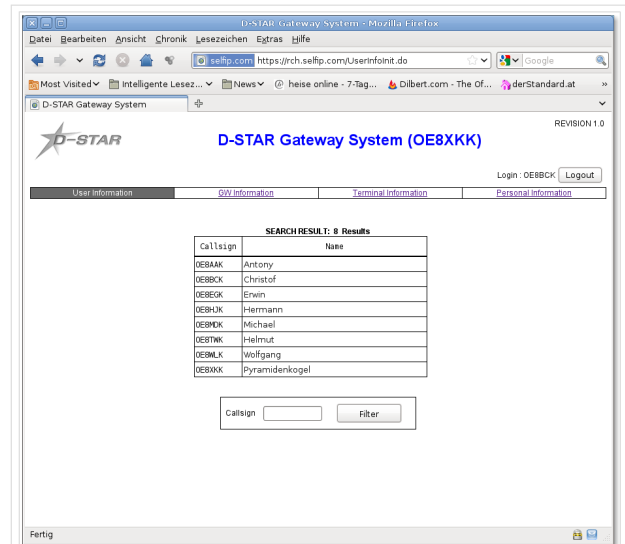 D-STAR Gateway System - Mozilla Firefox
Datei Bearbeiten Ansicht Chronik Lesezeichen Extras Hilfe
selfip.com https://rch.selfip.com/UserInfoInit.do Google
Most Visited Intelligente Lesez... News heise online - 7-Tag... Dilbert.com - The Of... derStandard.at »
D-STAR Gateway System
REVISION 1.0
D-STAR
D-STAR Gateway System (OE8XKK)
Login : OE8BCK Logout
User Information GW Information Terminal Information Personal Information
SEARCH RESULT: 8 Results
Callsign Name
OE8AAK Antony
OE8BCK Christof
OE8EGK Erwin
OE8HJK Hermann
OE8MDK Michael
OE8TWK Helmut
OE8WLK Wolfgang
OE8XKK Pyramidenkogel
Callsign Filter
Fertig